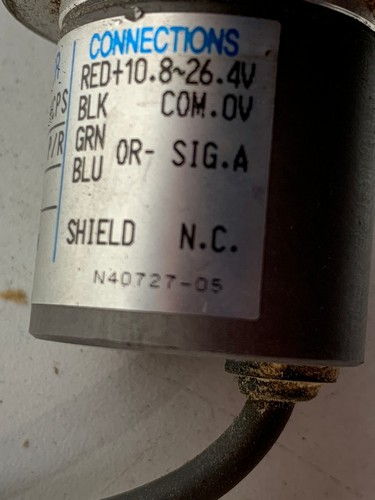 CONNECTIONS
RED+10.8~26.4V
BLK COM.0V
GRN
OR- SIG.A
BLU
SHIELD N.C.
N40727-05
P/R